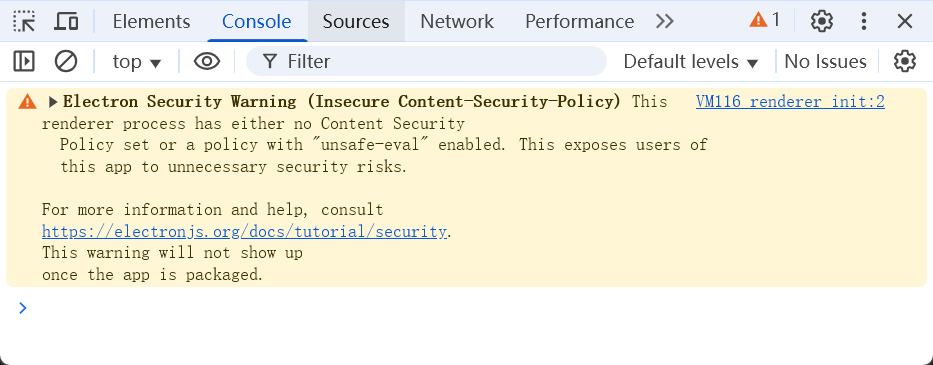 Elements Console Sources Network Performance 1
top Filter Default levels No Issues
Electron Security Warning (Insecure Content-Security-Policy) This VM116 renderer init:2
renderer process has either no Content Security
Policy set or a policy with "unsafe-eval" enabled. This exposes users of
this app to unnecessary security risks.
For more information and help, consult
https://electronjs.org/docs/tutorial/security.
This warning will not show up
once the app is packaged.